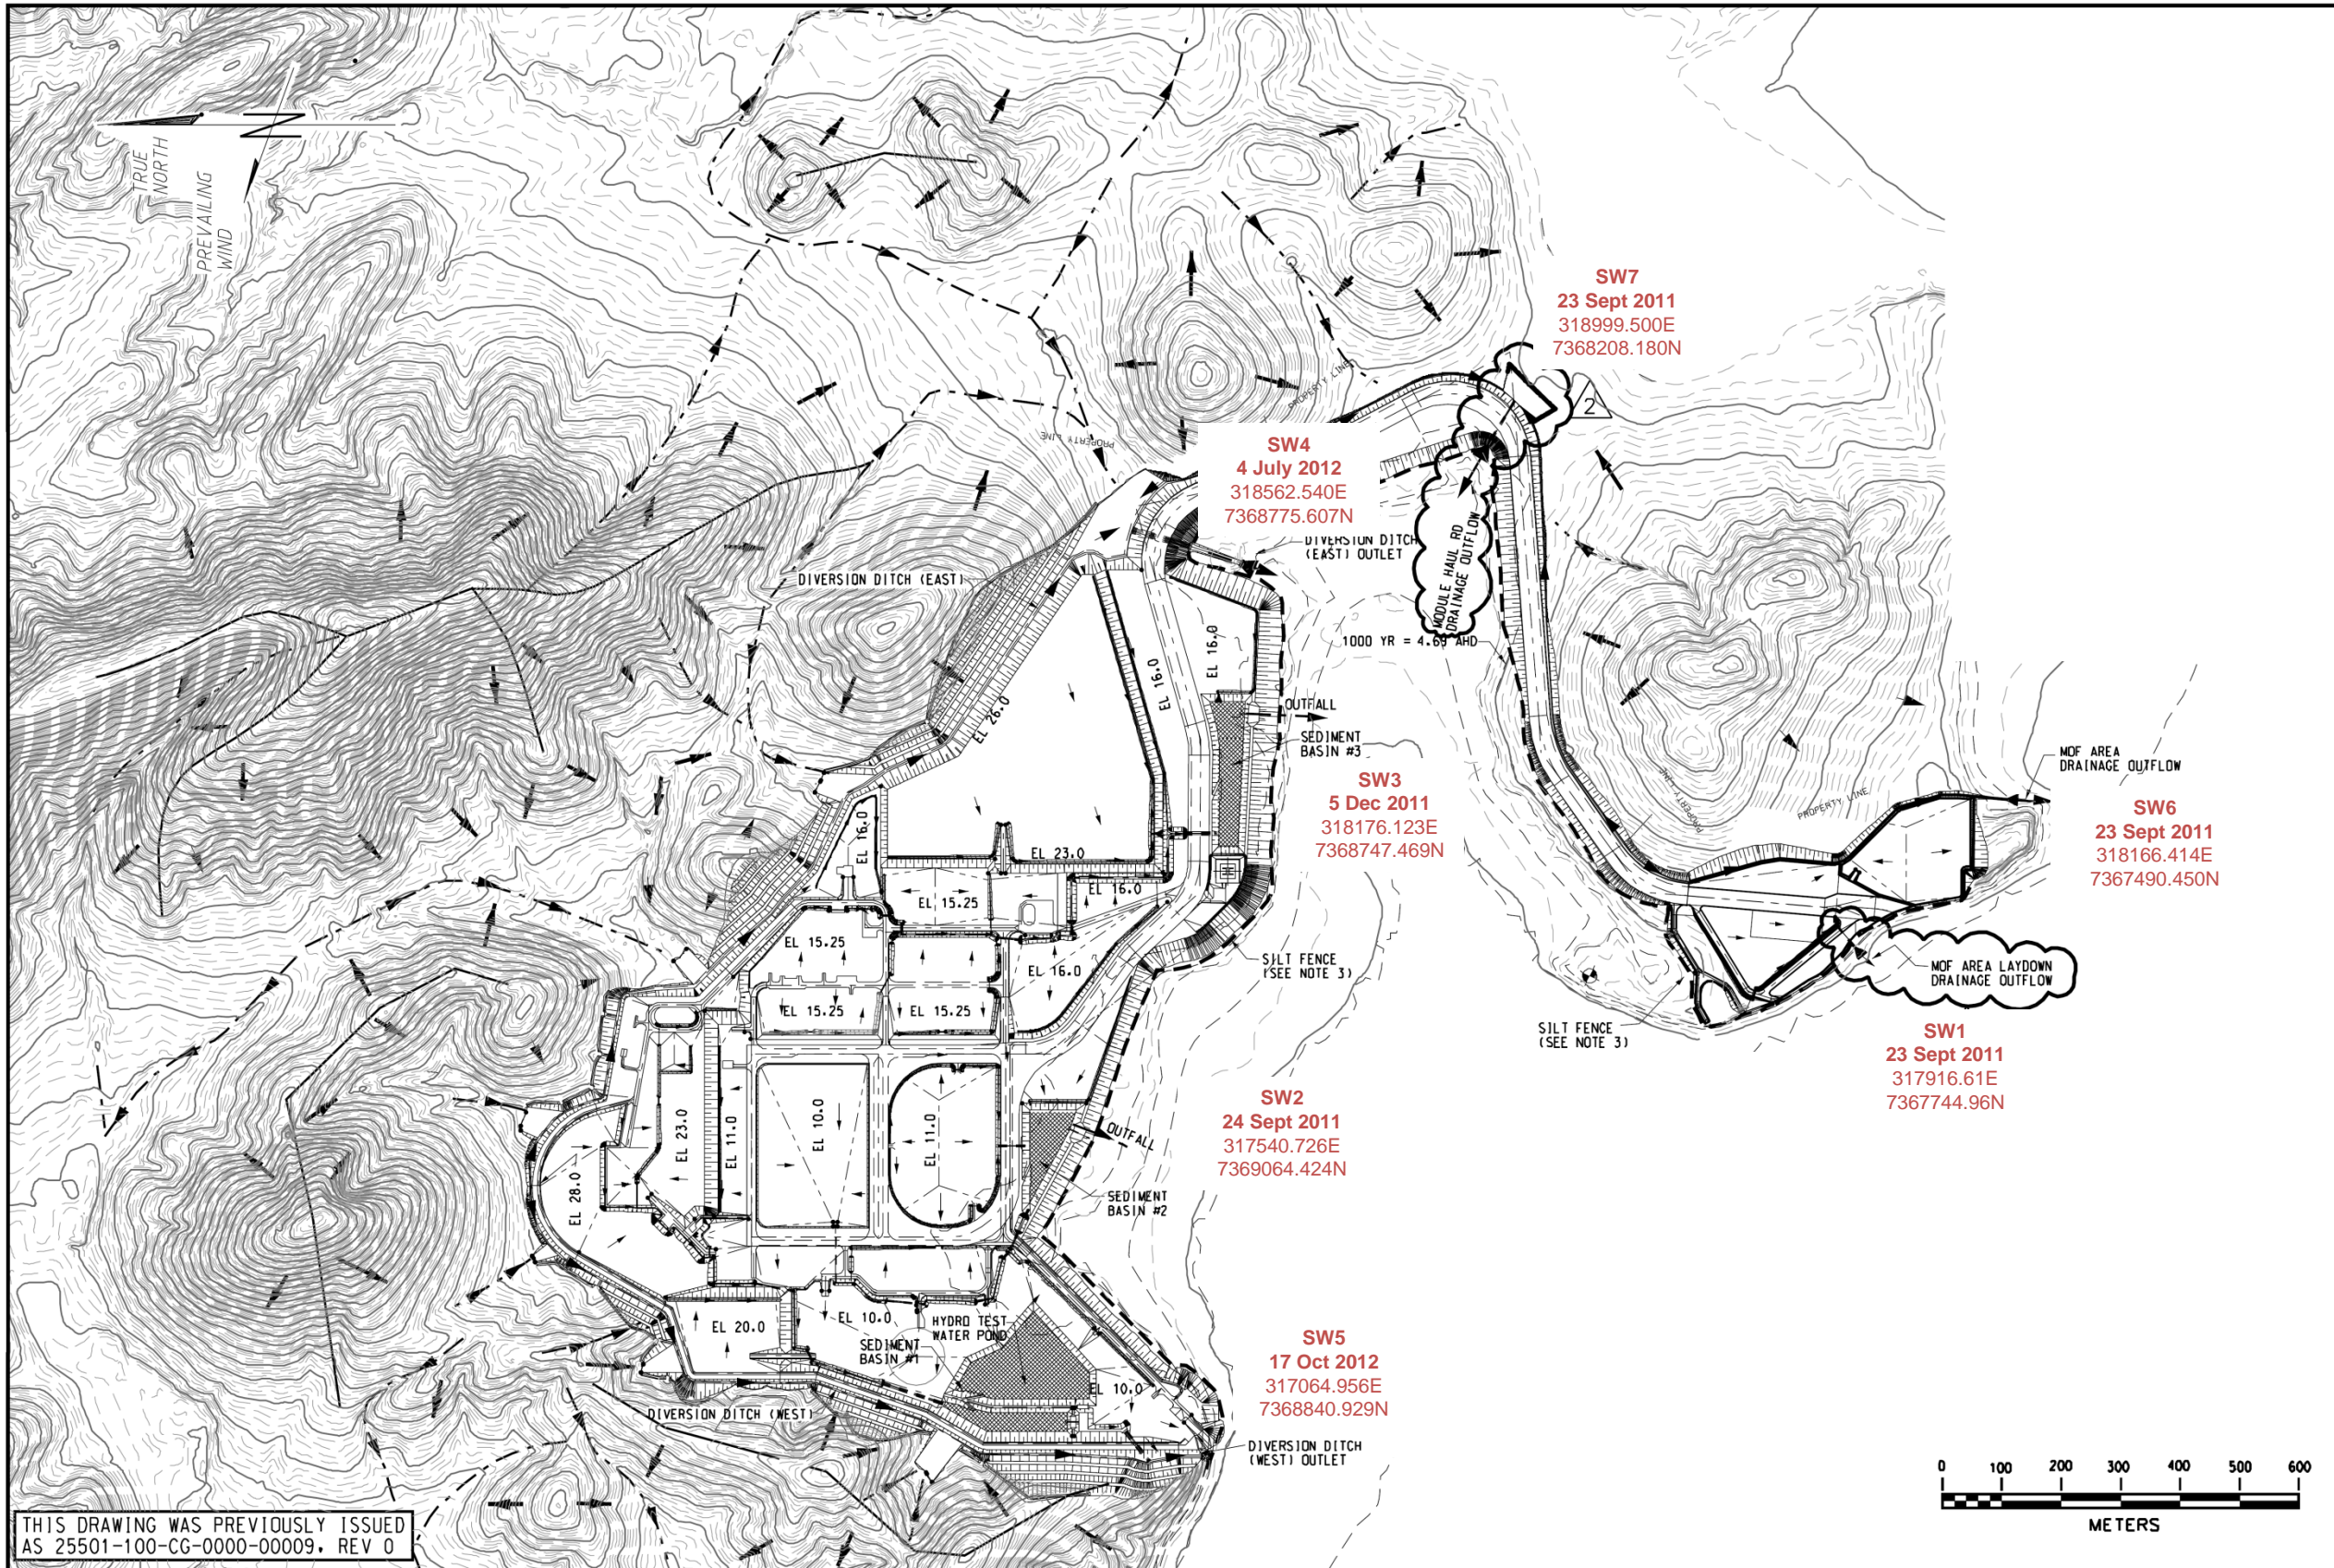 TRUE
NORTH
PREVAILING
WIND
SW7
23 Sept 2011
318999.500E
7368208.180N
PROPERTY LINE
2
PROPERTY LINE
SW4
4 July 2012
318562.540E
7368775.607N
DIVERSION DITCH
(EAST) OUTLET
MODULE HAUL RD
DRAINAGE OUTFLOW
DIVERSION DITCH (EAST)
1000 YR = 4.69 AHD
EL 16.0
EL 16.0
EL 26.0
OUTFALL
SEDIMENT
BASIN #3
MOF AREA
DRAINAGE OUTFLOW
SW3
5 Dec 2011
318176.123E
7368747.469N
PROPERTY LINE
PROPERTY LINE
SW6
23 Sept 2011
318166.414E
7367490.450N
EL 16.0
EL 23.0
EL 16.0
EL 15.25
EL 15.25
EL 16.0
SILT FENCE
(SEE NOTE 3)
MOF AREA LAYDOWN
DRAINAGE OUTFLOW
EL 15.25
EL 15.25
SILT FENCE
(SEE NOTE 3)
SW1
23 Sept 2011
317916.61E
7367744.96N
SW2
24 Sept 2011
317540.726E
7369064.424N
EL 23.0
EL 11.0
EL 10.0
EL 11.0
OUTFALL
EL 28.0
SEDIMENT
BASIN #2
EL 20.0
EL 10.0
HYDRO TEST
WATER POND
SEDIMENT
BASIN #1
SW5
17 Oct 2012
317064.956E
7368840.929N
EL 10.0
DIVERSION DITCH (WEST)
DIVERSION DITCH
(WEST) OUTLET
0 100 200 300 400 500 600
METERS
THIS DRAWING WAS PREVIOUSLY ISSUED
AS 25501-100-CG-0000-00009, REV 0